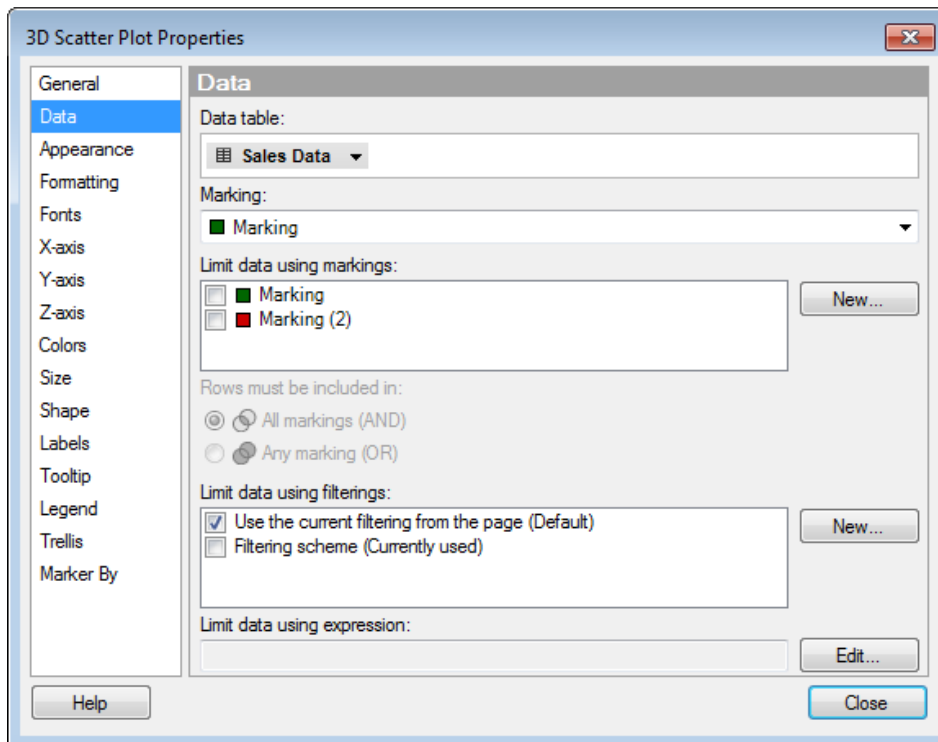 3D Scatter Plot Properties
General
Data
Appearance
Formatting
Fonts
X-axis
Y-axis
Z-axis
Colors
Size
Shape
Labels
Tooltip
Legend
Trellis
Marker By
Data
Data table:
Sales Data
Marking:
Marking
Limit data using markings:
Marking
Marking (2)
New...
Rows must be included in:
All markings (AND)
Any marking (OR)
Limit data using filterings:
Use the current filtering from the page (Default)
Filtering scheme (Currently used)
New...
Limit data using expression:
Edit...
Help
Close